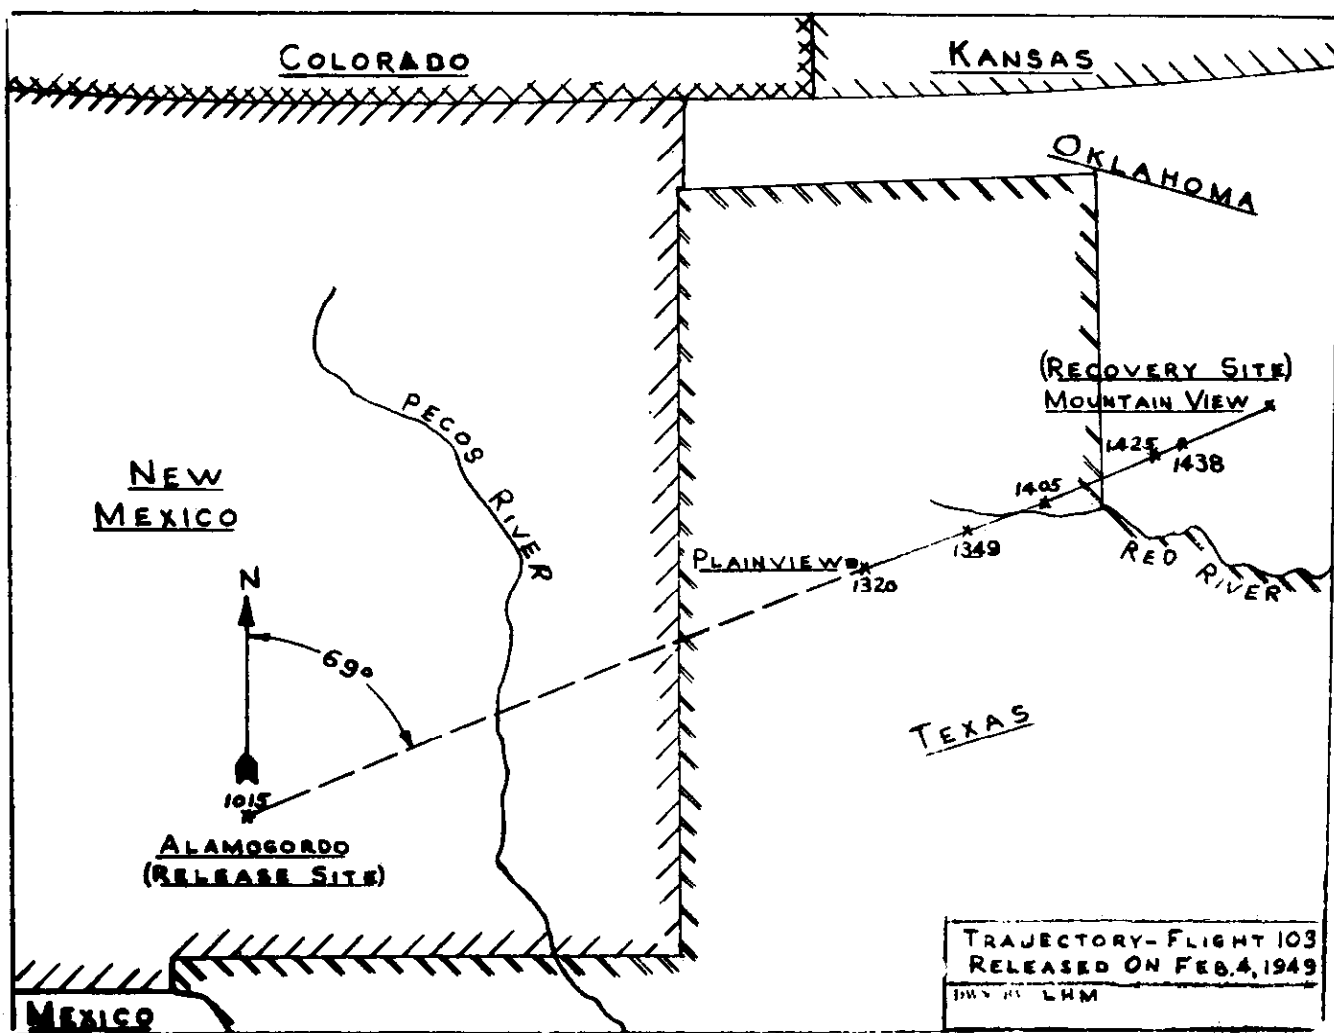 COLORADO
KANSAS
OKLAHOMA
(RECOVERY SITE)
MOUNTAIN VIEW
PECOS RIVER
1425
1438
NEW
MEXICO
1405
1349
RED RIVER
PLAINVIEW
1320
N
69°
TEXAS
1015
ALAMOGORDO
(RELEASE SITE)
TRAJECTORY-FLIGHT 103
RELEASED ON FEB. 4, 1949
LHM
MEXICO